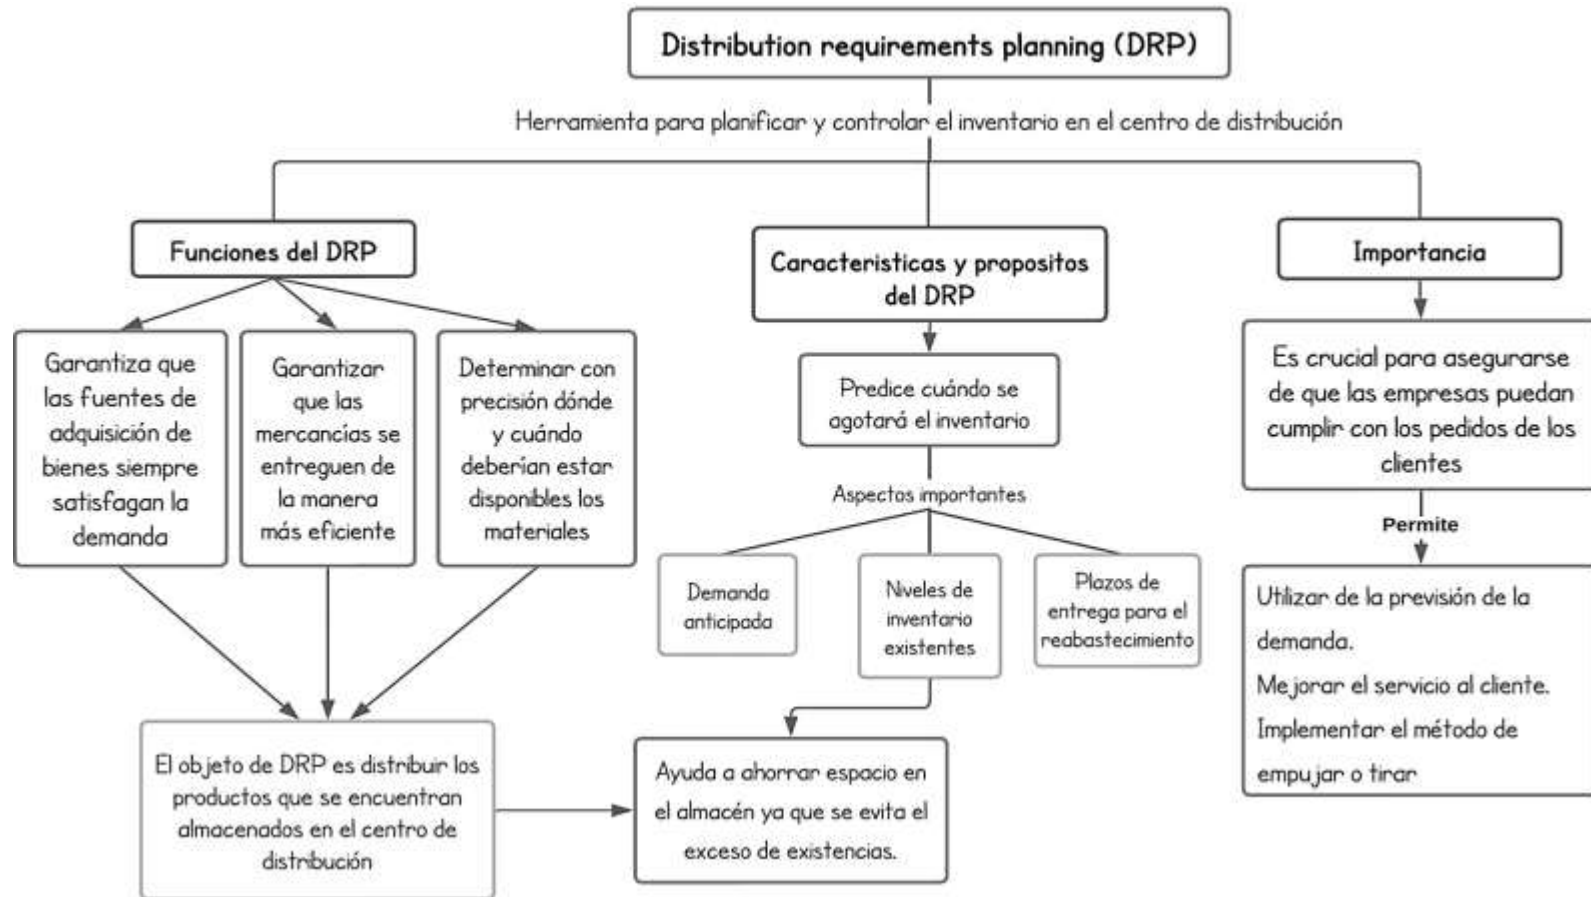 Distribution requirements planning (DRP)
Herramienta para planificar y controlar el inventario en el centro de distribución
Funciones del DRP
Garantiza que
las fuentes de
adquisición de
bienes siempre
satisfagan la
demanda
Garantizar
que las
mercancías se
entreguen de
la manera
más eficiente
Determinar con
precisión dónde
y cuándo
deberían estar
disponibles los
materiales
El objeto de DRP es distribuir los
productos que se encuentran
almacenados en el centro de
distribución
Caracteristicas y propositos
del DRP
Predice cuándo se
agotará el inventario
Aspectos importantes
Demanda
anticipada
Niveles de
inventario
existentes
Plazos de
entrega para el
reabastecimiento
Ayuda a ahorrar espacio en
el almacén ya que se evita el
exceso de existencias.
Importancia
Es crucial para asegurarse
de que las empresas puedan
cumplir con los pedidos de los
clientes
Permite
Utilizar de la previsión de la
demanda.
Mejorar el servicio al cliente.
Implementar el método de
empujar o tirar